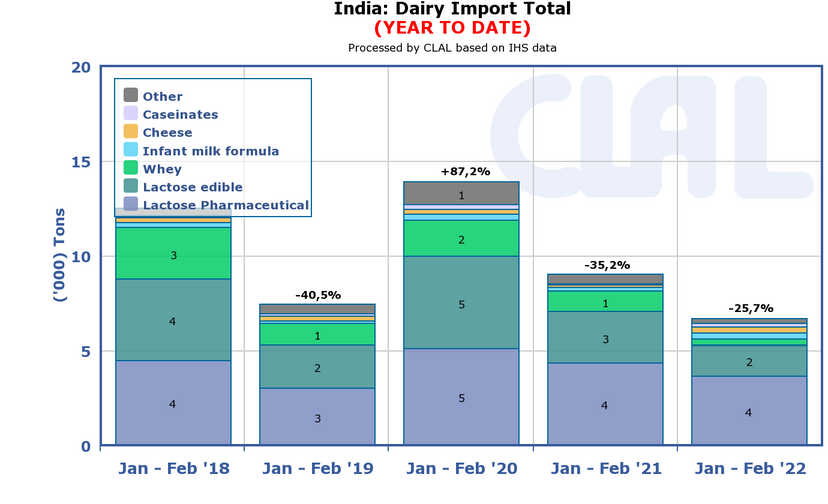 India: Dairy Import Total
(YEAR TO DATE)
Processed by CLAL based on IHS data
CLAL
('000) Tons
20
15
10
5
0
Other
Caseinates
Cheese
Infant milk formula
Whey
Lactose edible
Lactose Pharmaceutical
3
4
4
-40,5%
1
2
3
+87,2%
1
2
5
5
-35,2%
1
3
4
-25,7%
2
4
Jan - Feb '18
Jan - Feb '19
Jan - Feb '20
Jan - Feb '21
Jan - Feb '22